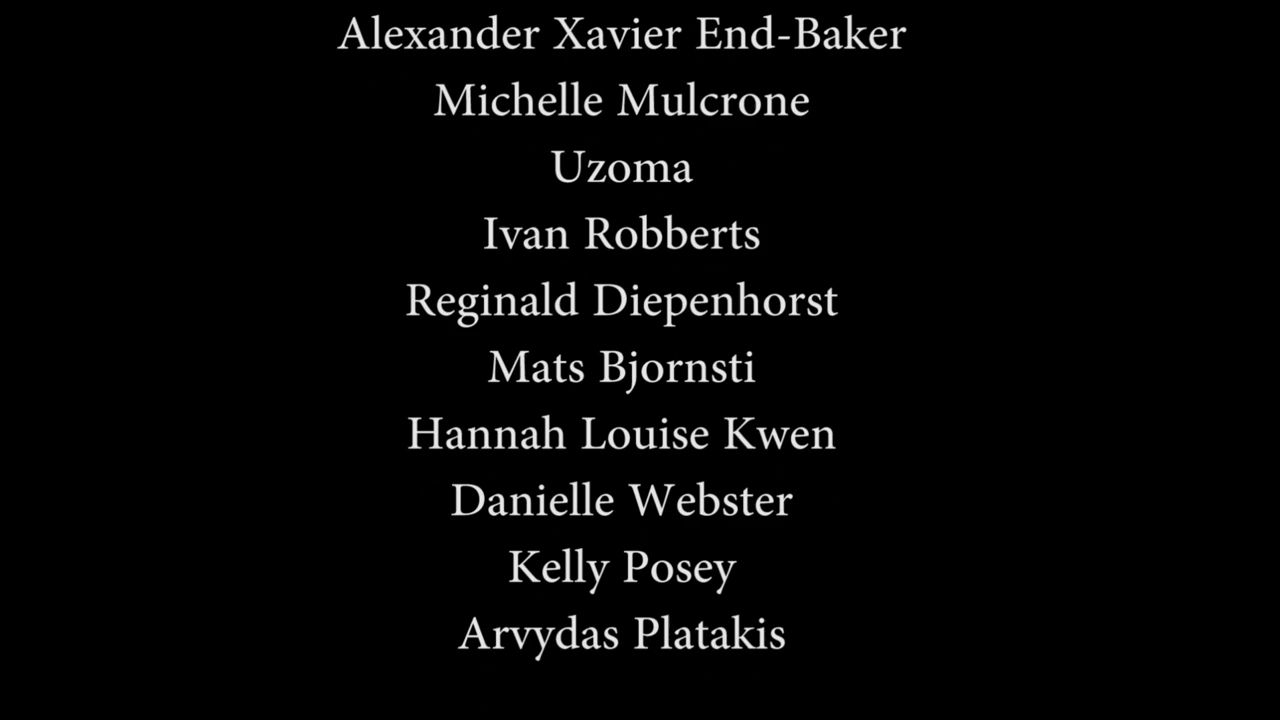 Alexander Xavier End-Baker
Michelle Mulcrone
Uzoma
Ivan Robberts
Reginald Diepenhorst
Mats Bjornsti
Hannah Louise Kwen
Danielle Webster
Kelly Posey
Arvydas Platakis